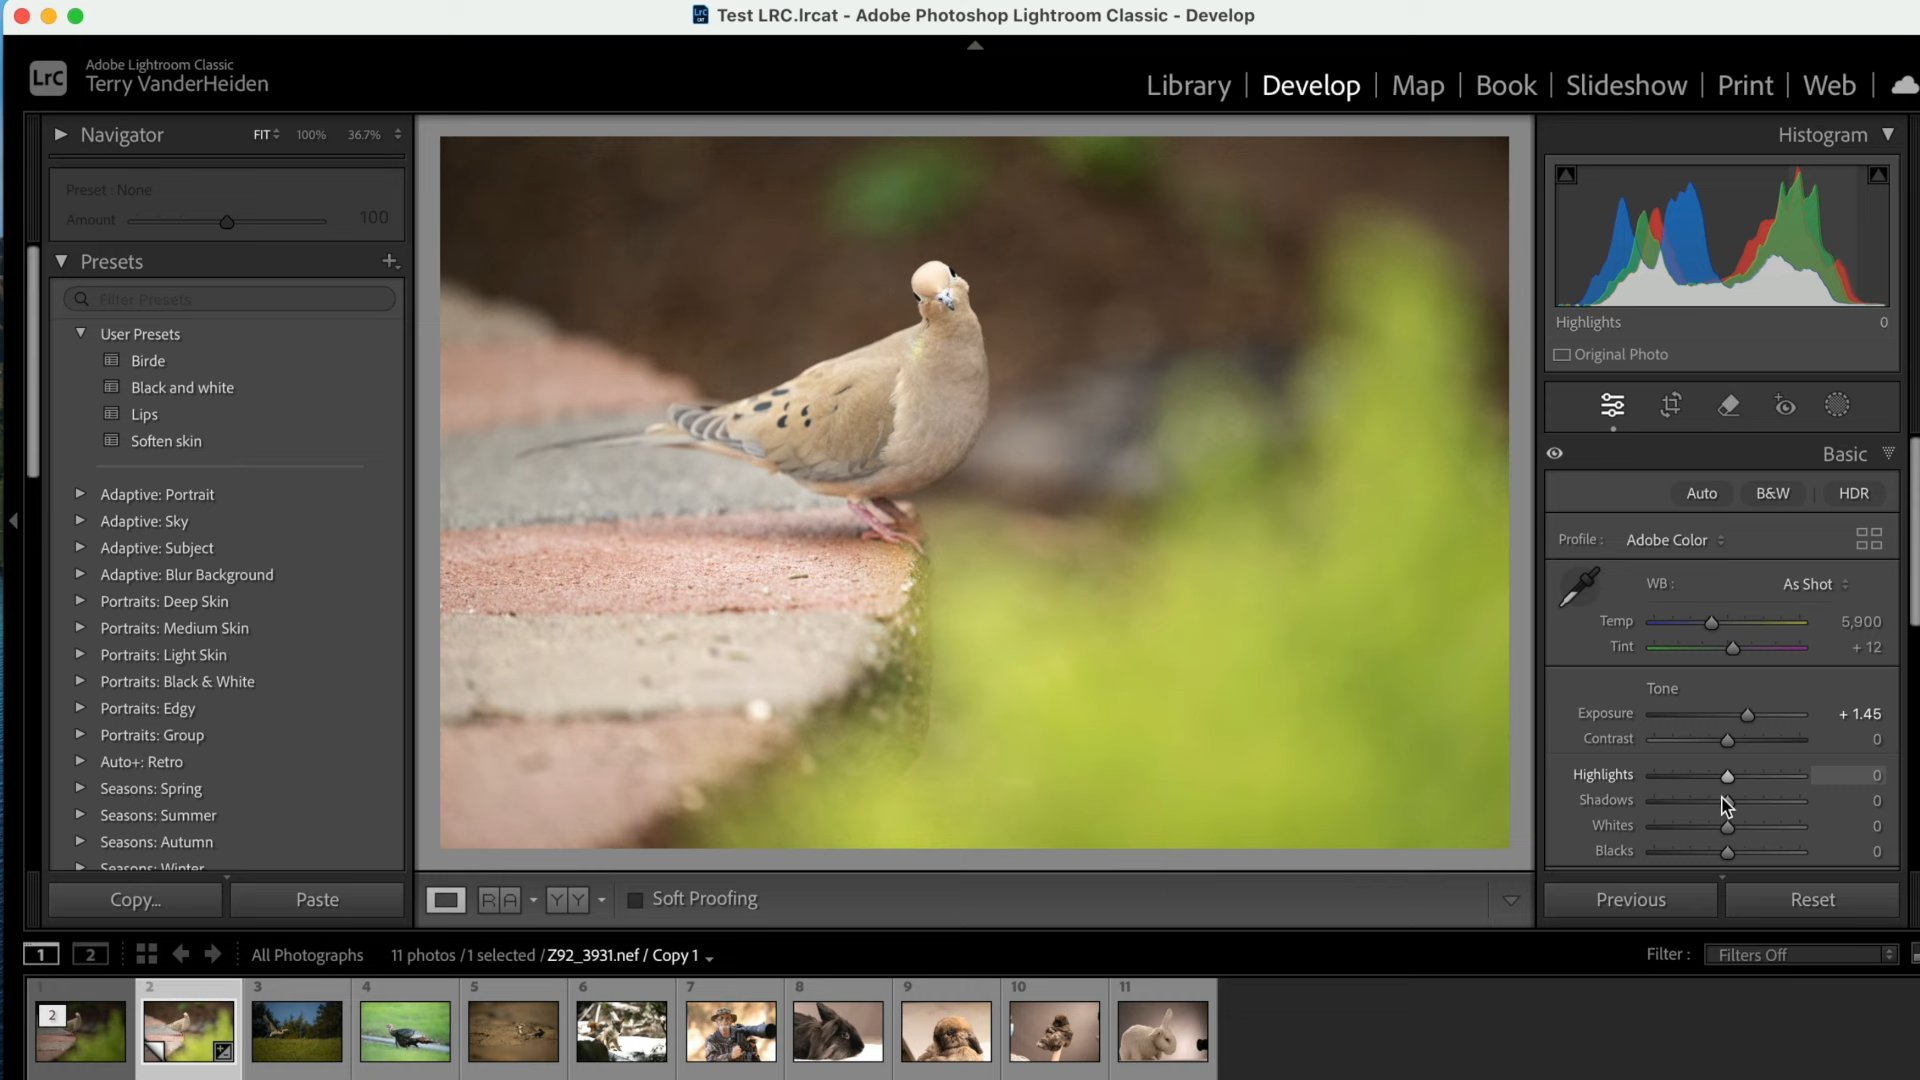 Test LRC.lrcat - Adobe Photoshop Lightroom Classic - Develop
LrC
Adobe Lightroom Classic
Terry VanderHeiden
Library | Develop | Map | Book | Slideshow | Print | Web
Navigator FIT 100% 36.7%
Preset : None
Amount 100
Presets
Filter Presets
User Presets
Birde
Black and white
Lips
Soften skin
Adaptive: Portrait
Adaptive: Sky
Adaptive: Subject
Adaptive: Blur Background
Portraits: Deep Skin
Portraits: Medium Skin
Portraits: Light Skin
Portraits: Black & White
Portraits: Edgy
Portraits: Group
Auto+: Retro
Seasons: Spring
Seasons: Summer
Seasons: Autumn
Seasons: Winter
Copy... Paste
R A Y Y Soft Proofing
Histogram
Highlights 0
Original Photo
Basic
Auto B&W HDR
Profile : Adobe Color
WB : As Shot
Temp 5,900
Tint + 12
Tone
Exposure + 1.45
Contrast 0
Highlights 0
Shadows 0
Whites 0
Blacks 0
Previous Reset
1 2 All Photographs 11 photos / 1 selected / Z92_3931.nef / Copy 1 Filter : Filters Off
1 2 3 4 5 6 7 8 9 10 11
2